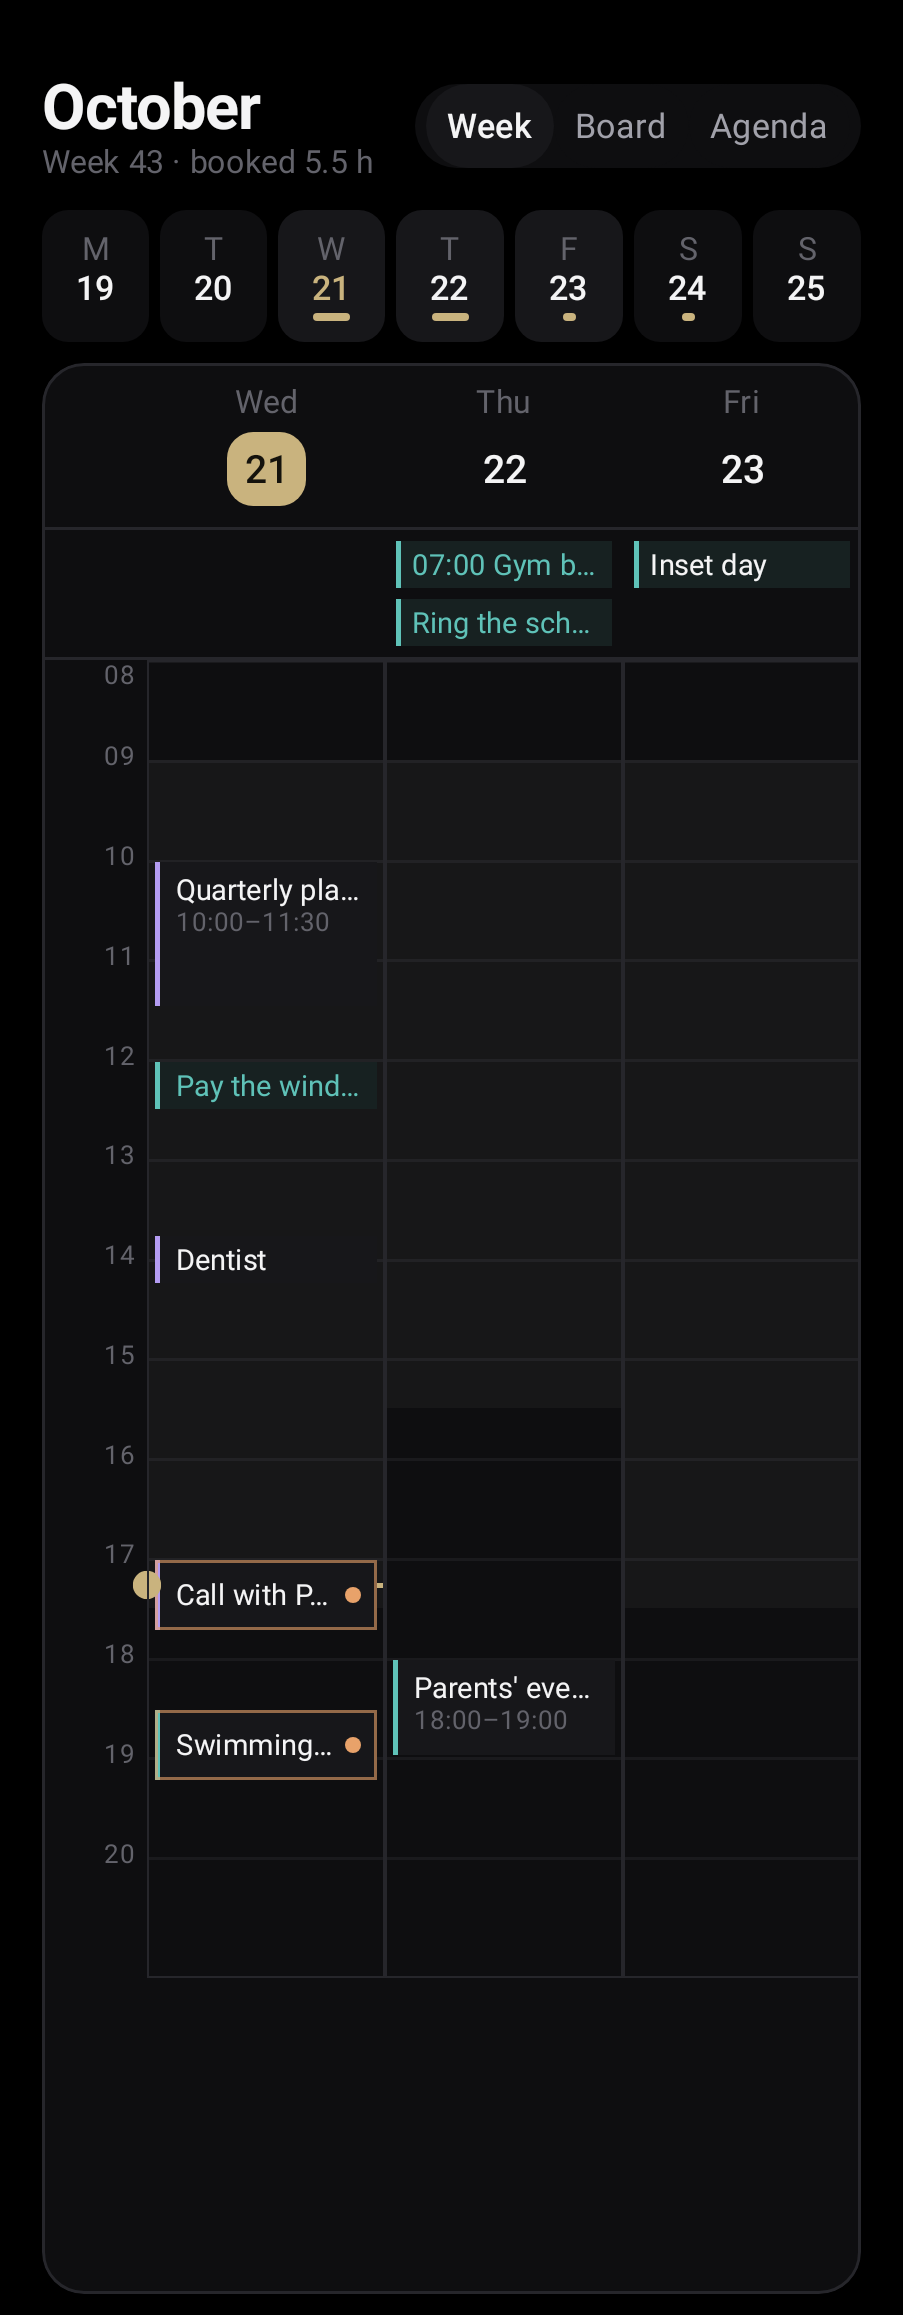 October
Week 43 · booked 5.5 h
Week Board Agenda
M T W T F S S
19 20 21 22 23 24 25
Wed Thu Fri
21 22 23
07:00 Gym b… Inset day
Ring the sch…
08
09
10
Quarterly pla…
10:00–11:30
11
12
Pay the wind…
13
14
Dentist
15
16
17
Call with P…
18
Parents' eve…
18:00–19:00
Swimming…
19
20